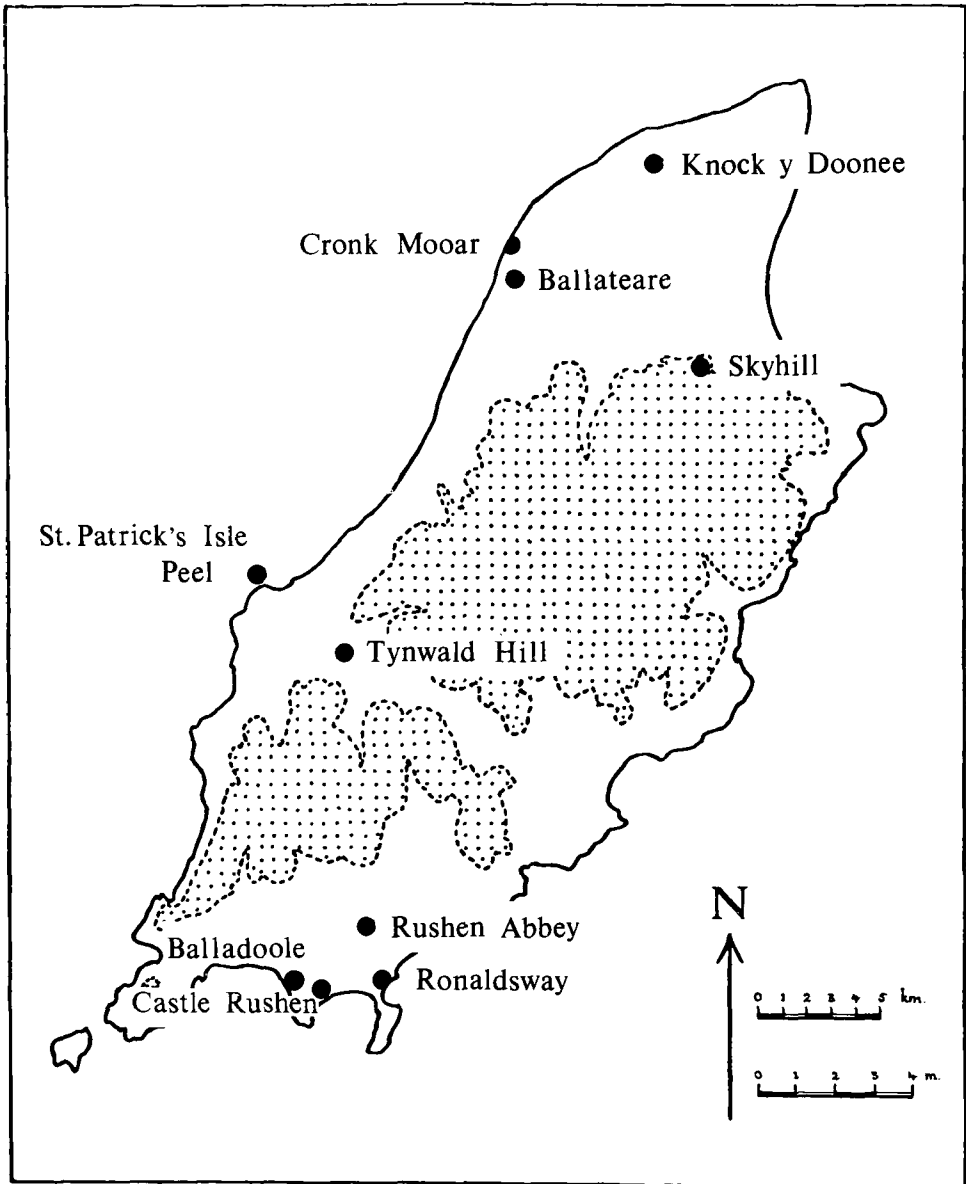 Knock y Doonee
Cronk Mooar
Ballateare
Skyhill
St. Patrick's Isle
Peel
Tynwald Hill
Rushen Abbey
Balladoole
Ronaldsway
Castle Rushen
N
0 1 2 3 4 5 km.
0 1 2 3 4 m.